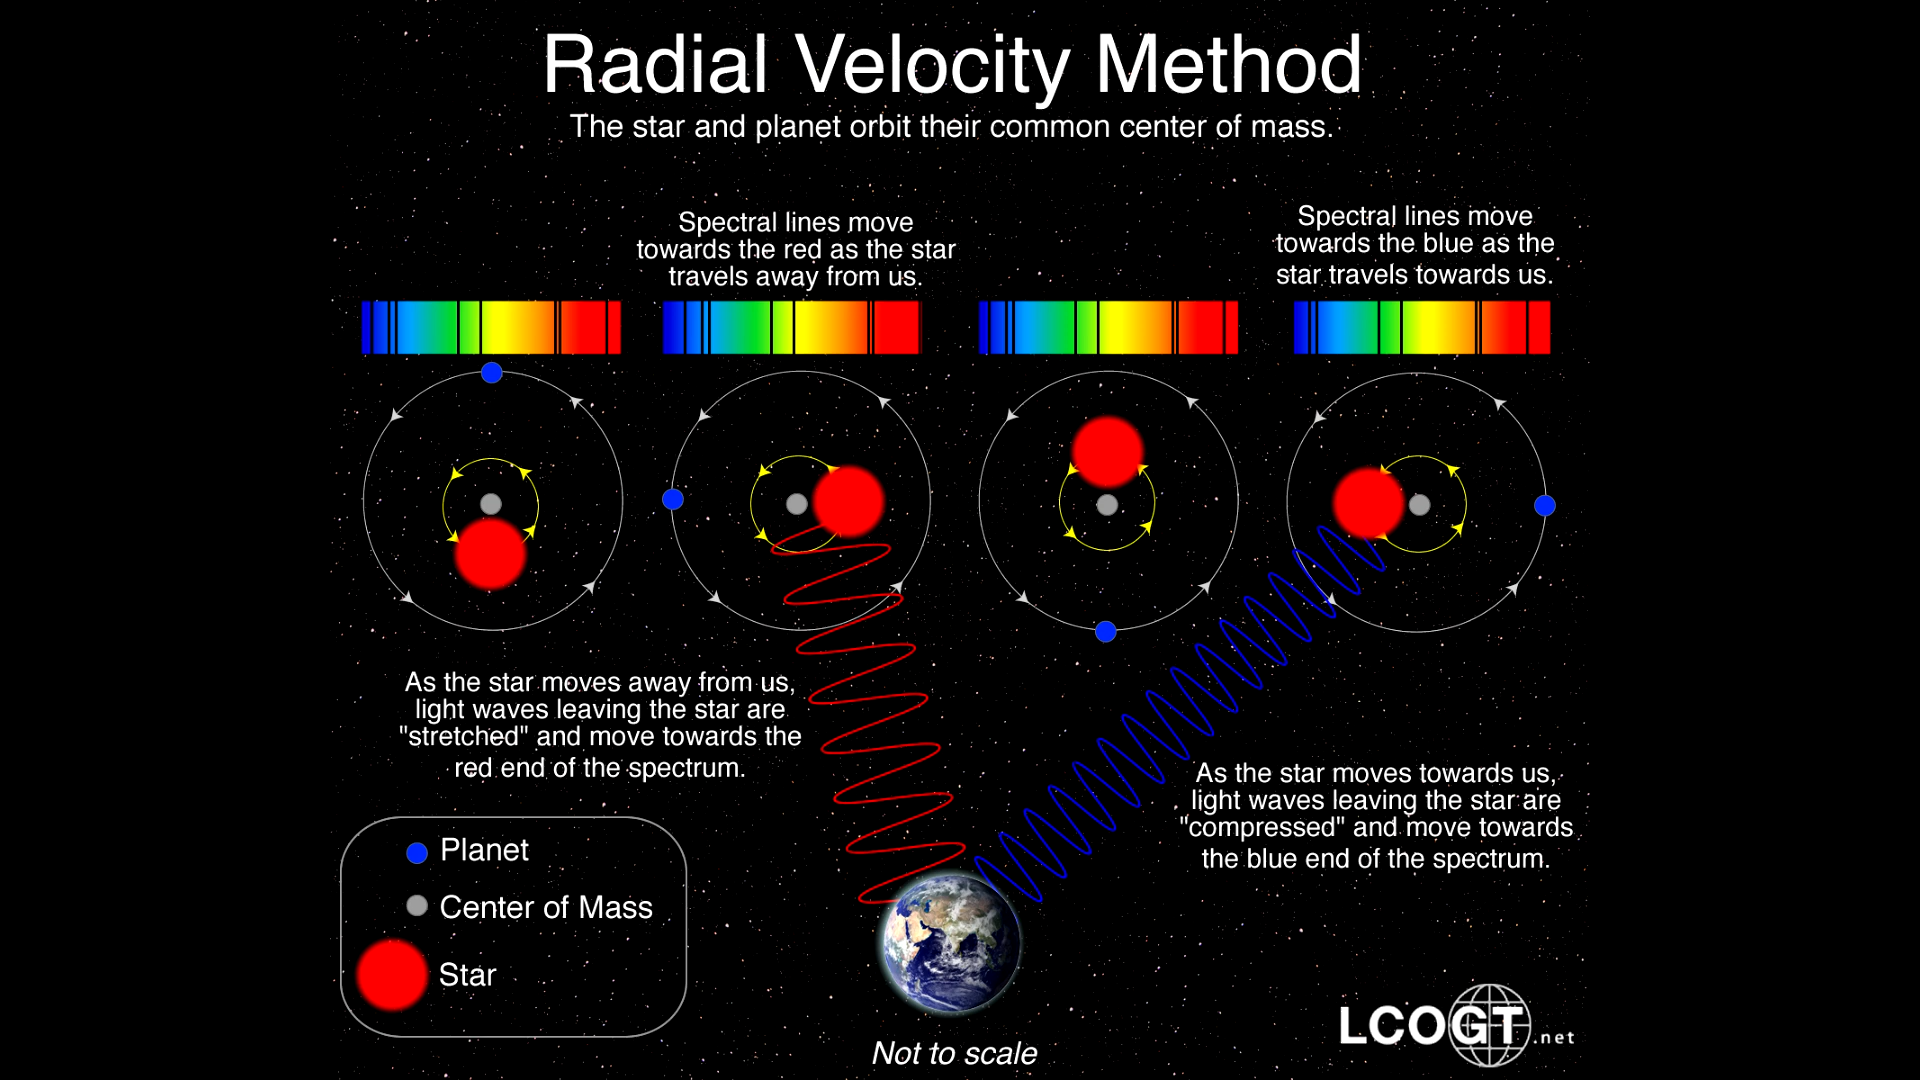 Radial Velocity Method
The star and planet orbit their common center of mass.
Spectral lines move
towards the red as the star
travels away from us.
Spectral lines move
towards the blue as the
star travels towards us.
As the star moves away from us,
light waves leaving the star are
"stretched" and move towards the
red end of the spectrum.
As the star moves towards us,
light waves leaving the star are
"compressed" and move towards
the blue end of the spectrum.
Planet
Center of Mass
Star
Not to scale
LCOGT.net